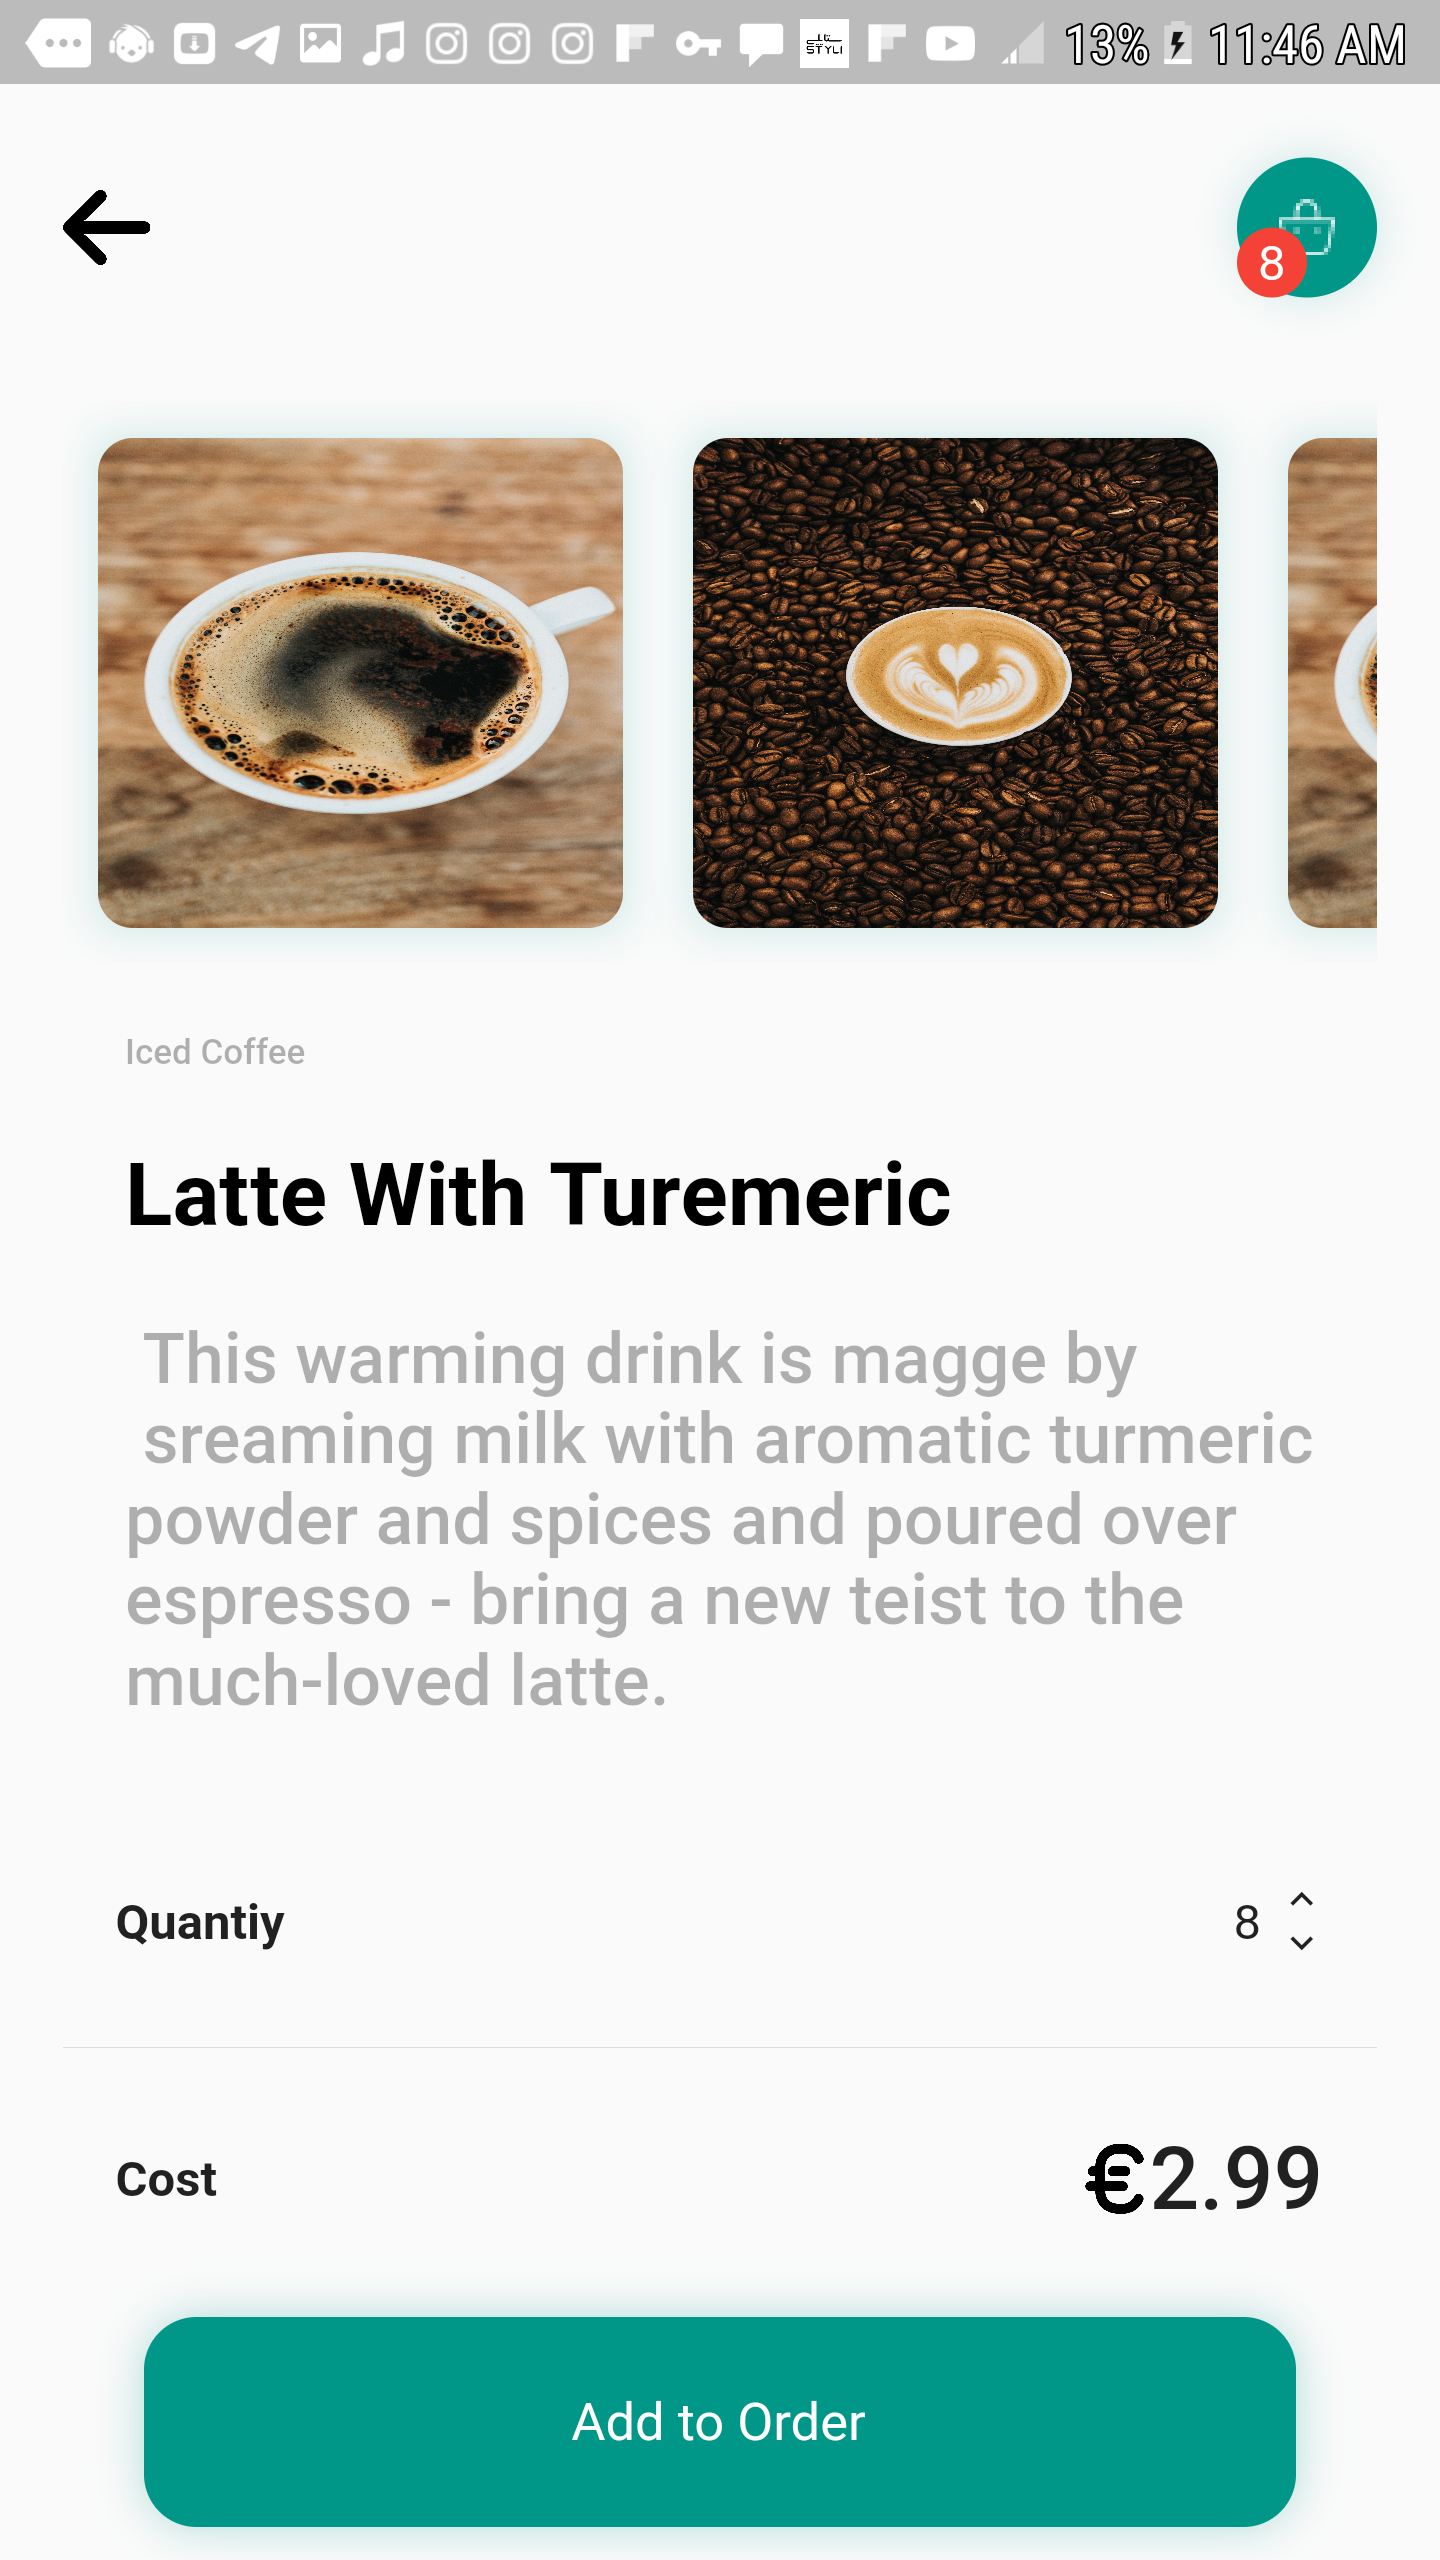 13% 11:46 AM
8
Iced Coffee
Latte With Turemeric
This warming drink is magge by
sreaming milk with aromatic turmeric
powder and spices and poured over
espresso - bring a new teist to the
much-loved latte.
Quantiy 8
Cost €2.99
Add to Order